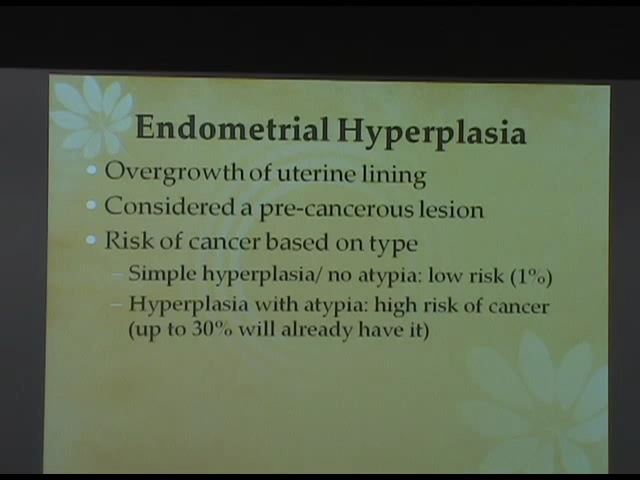 Endometrial Hyperplasia
• Overgrowth of uterine lining
• Considered a pre-cancerous lesion
• Risk of cancer based on type
– Simple hyperplasia/ no atypia: low risk (1%)
– Hyperplasia with atypia: high risk of cancer
(up to 30% will already have it)